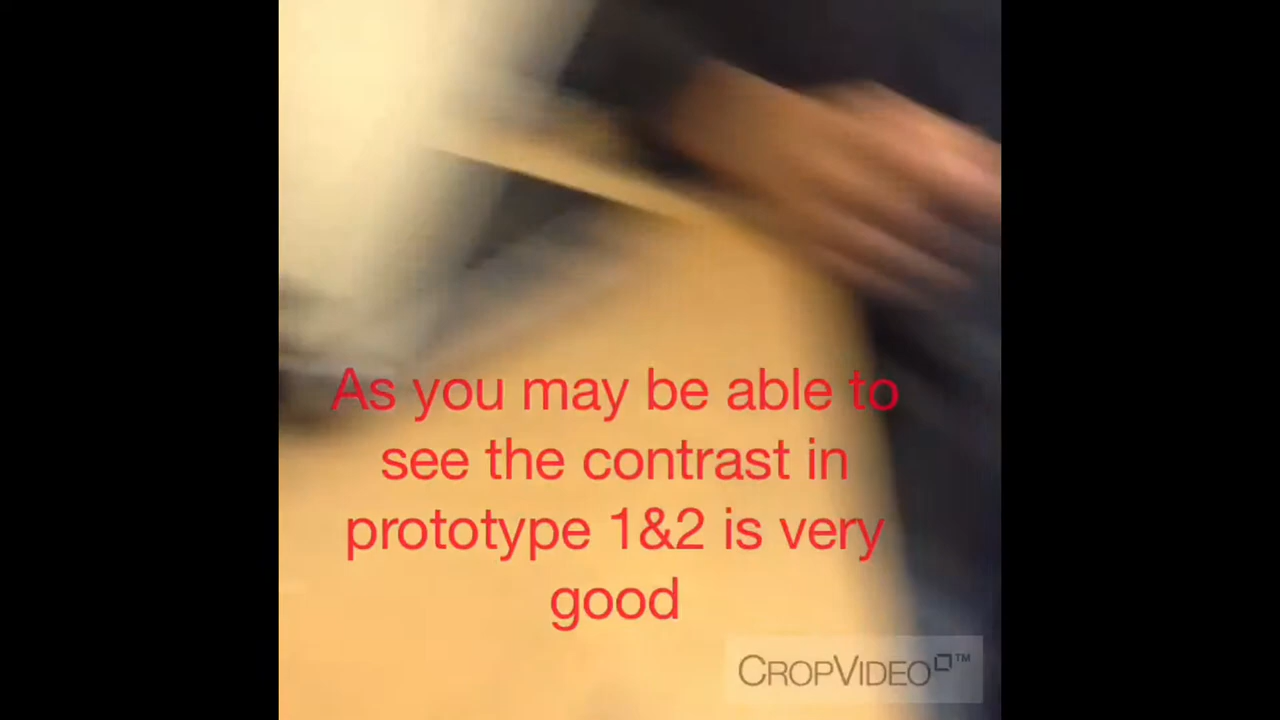 As you may be able to
see the contrast in
prototype 1&2 is very
good
CROPVIDEO™